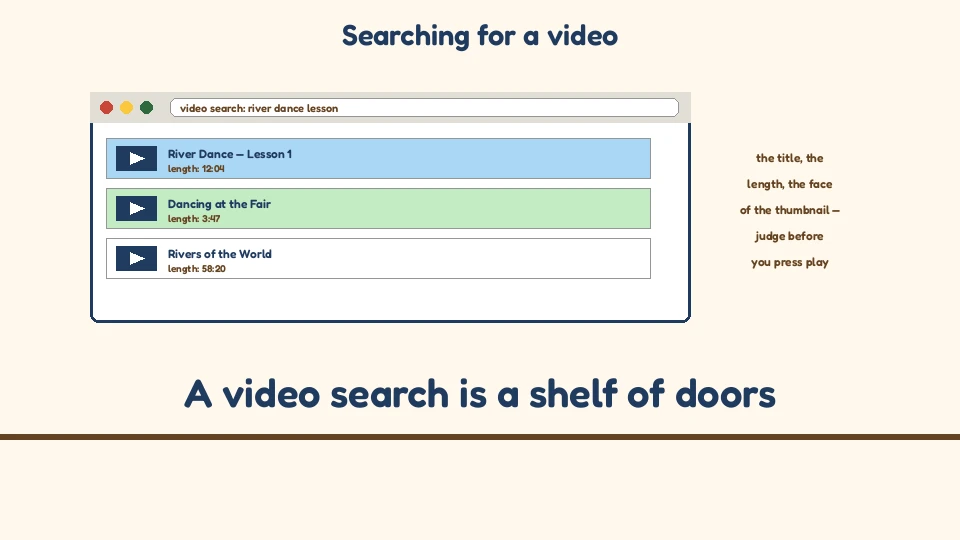 Searching for a video
video search: river dance lesson
River Dance — Lesson 1
length: 12:04
Dancing at the Fair
length: 3:47
Rivers of the World
length: 58:20
the title, the
length, the face
of the thumbnail —
judge before
you press play
A video search is a shelf of doors